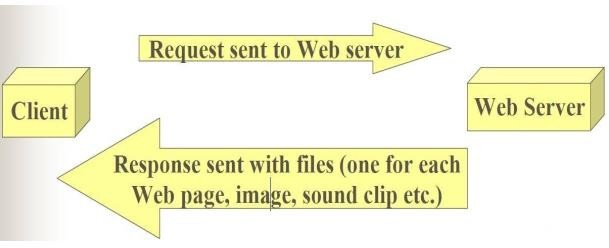 Request sent to Web server
Client
Web Server
Response sent with files (one for each
Web page, image, sound clip etc.)